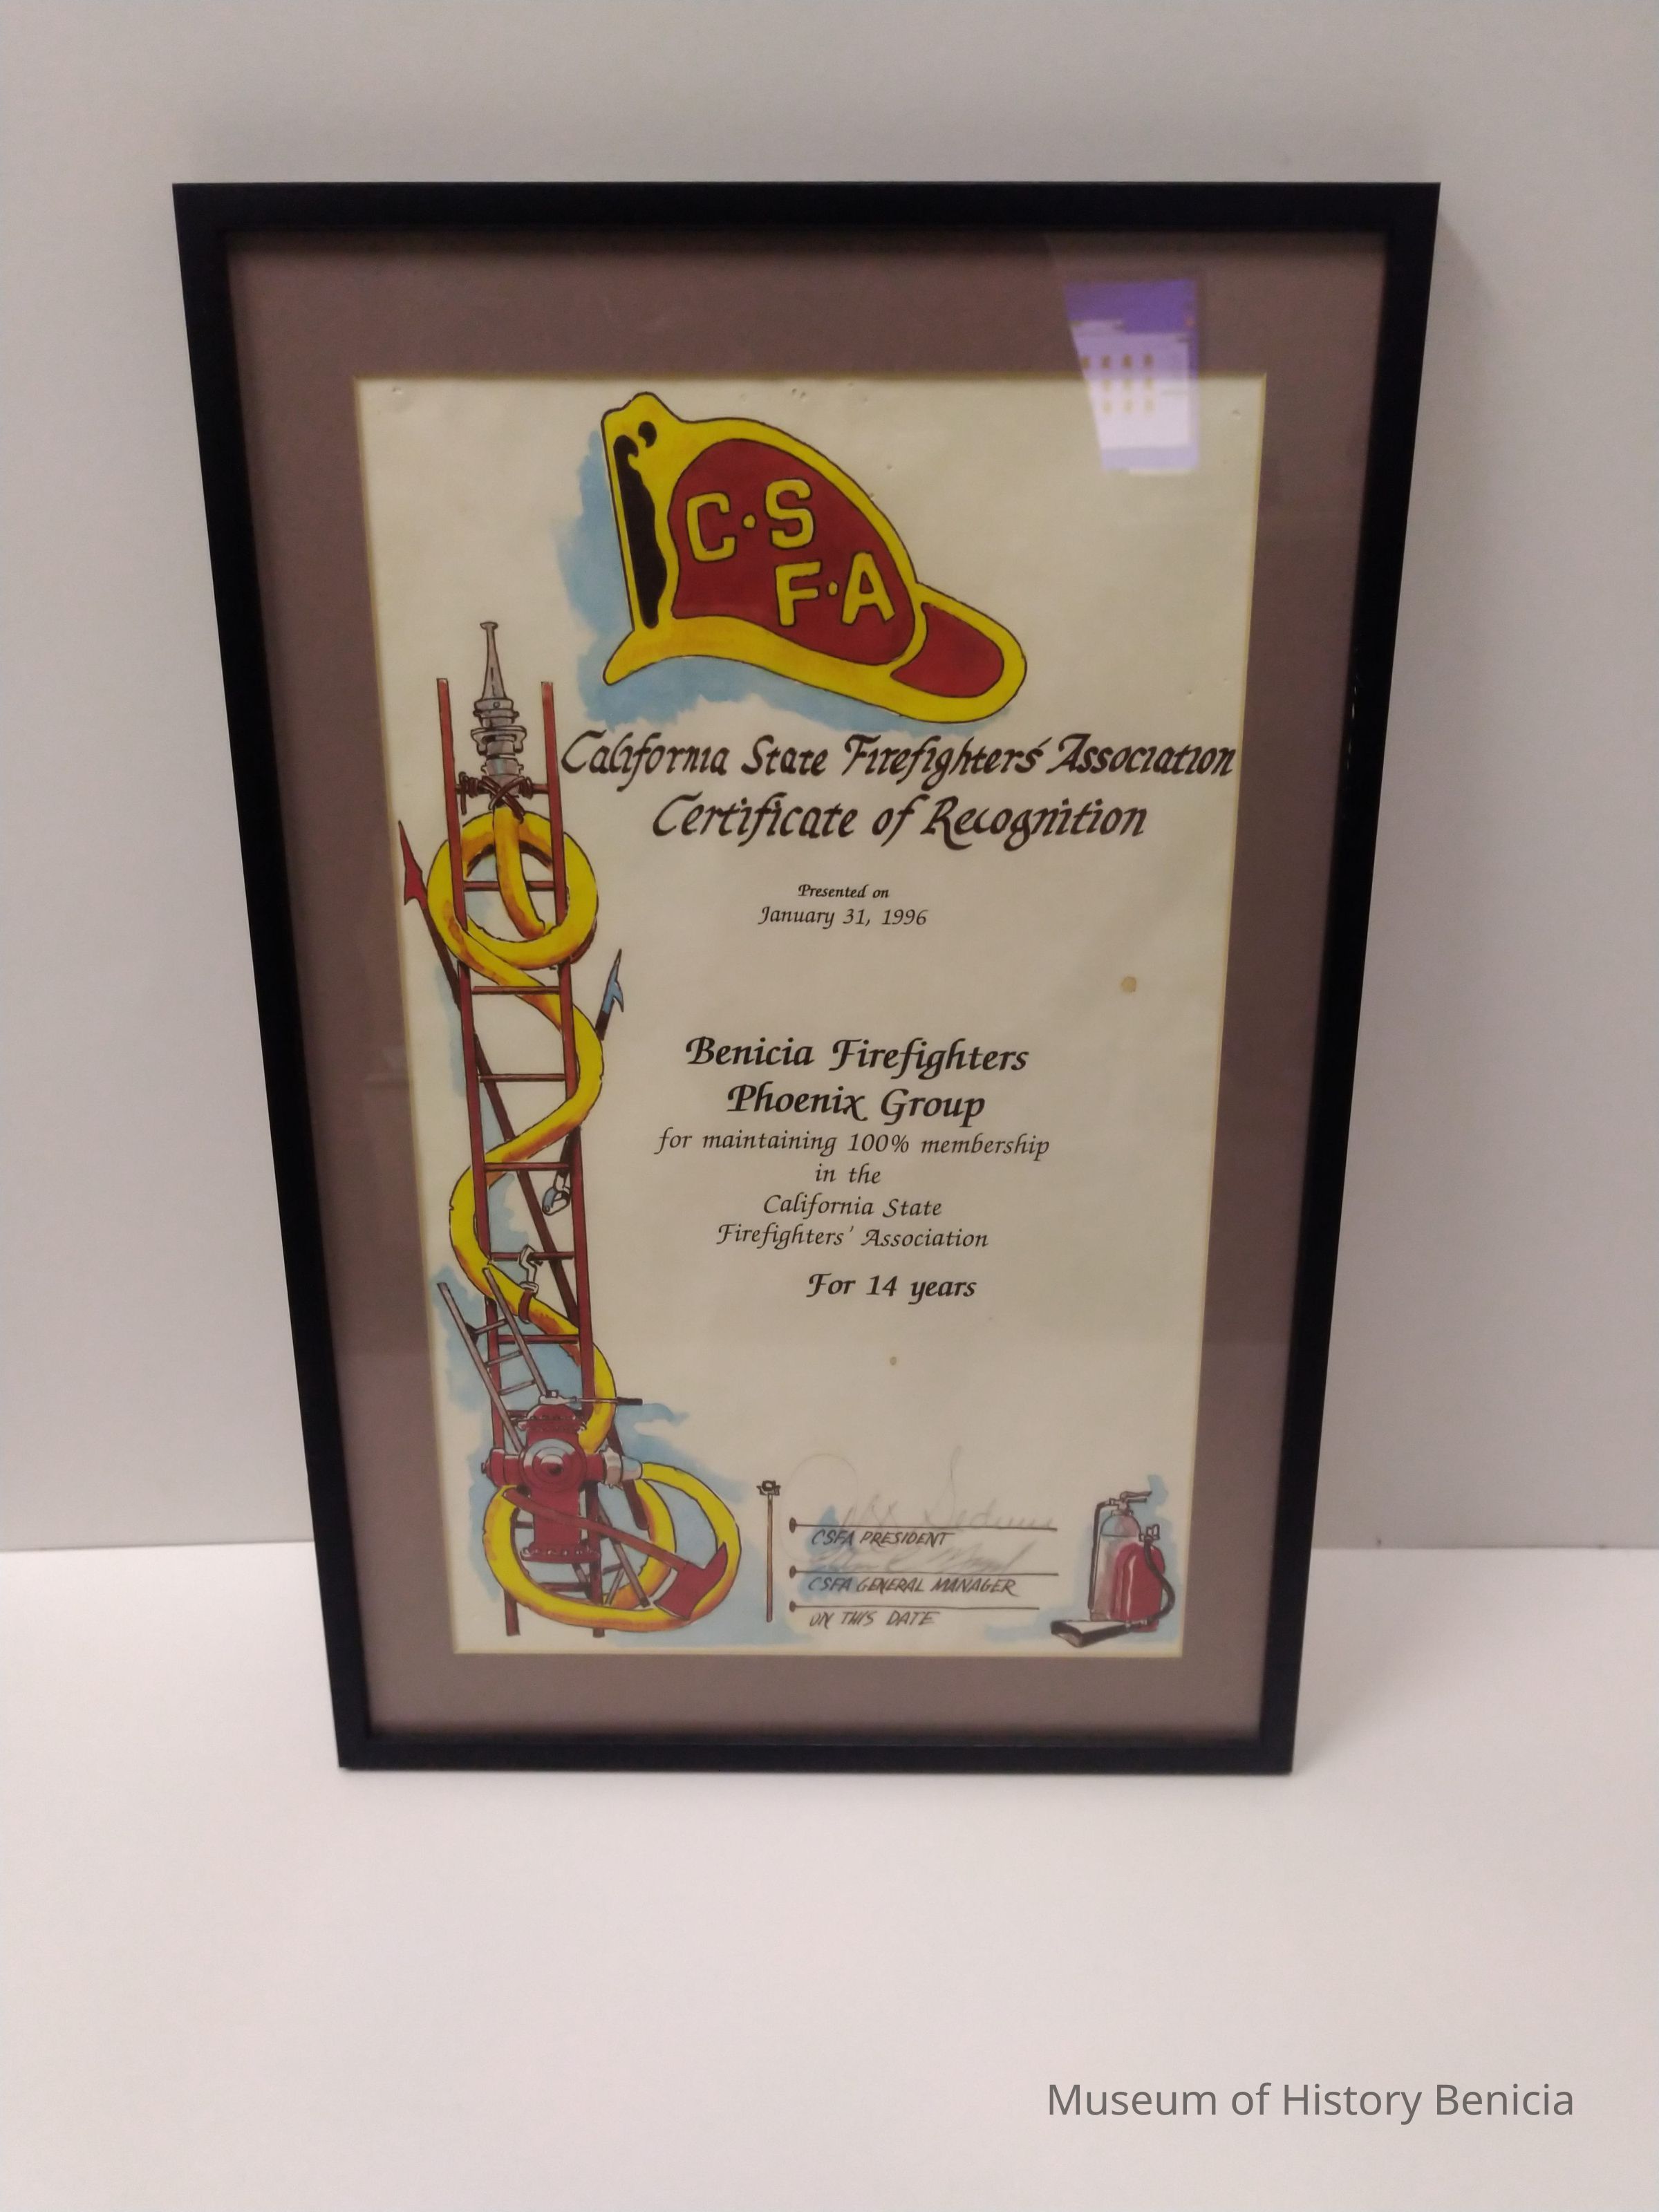 C·S
F·A
California State Firefighters' Association
Certificate of Recognition
Presented on
January 31, 1996
Benicia Firefighters
Phoenix Group
for maintaining 100% membership
in the
California State
Firefighters' Association
For 14 years
CSFA PRESIDENT
CSFA GENERAL MANAGER
ON THIS DATE
Museum of History Benicia